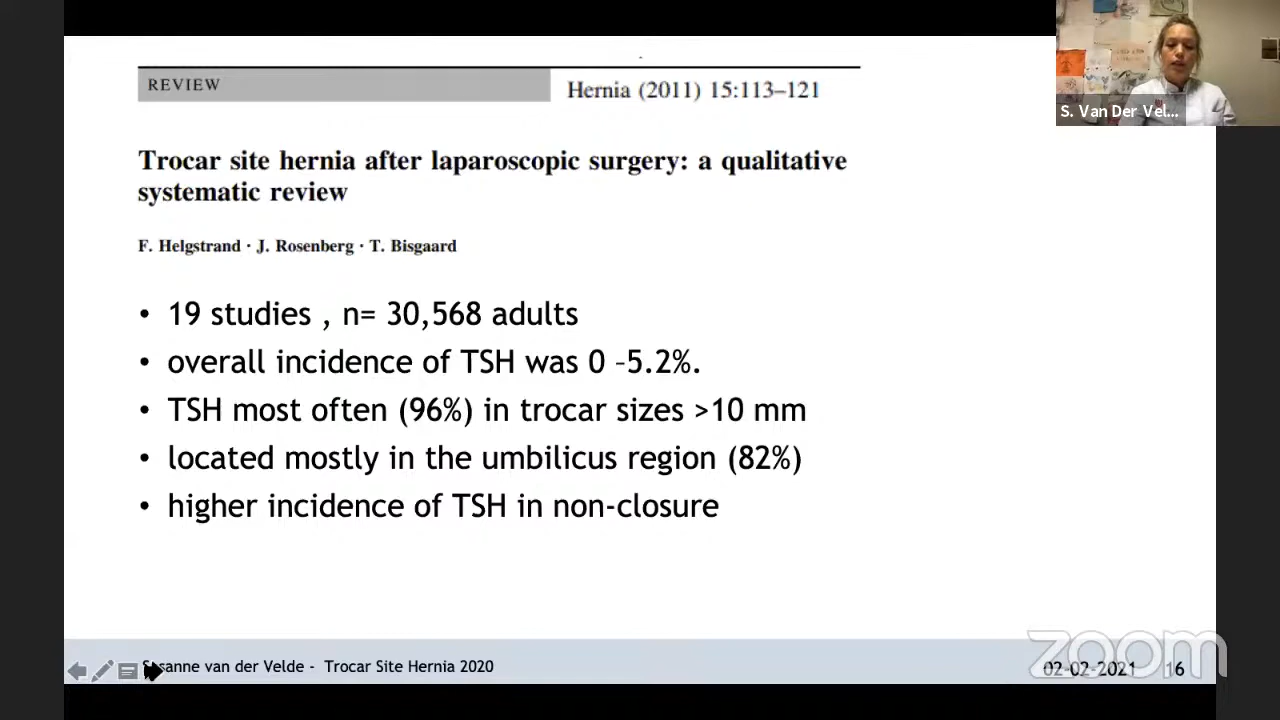 REVIEW
Hernia (2011) 15:113–121
Trocar site hernia after laparoscopic surgery: a qualitative
systematic review
F. Helgstrand · J. Rosenberg · T. Bisgaard
• 19 studies , n= 30,568 adults
• overall incidence of TSH was 0 –5.2%.
• TSH most often (96%) in trocar sizes >10 mm
• located mostly in the umbilicus region (82%)
• higher incidence of TSH in non-closure
S. Van Der Vel...
Susanne van der Velde - Trocar Site Hernia 2020
02-02-2021 16
zoom